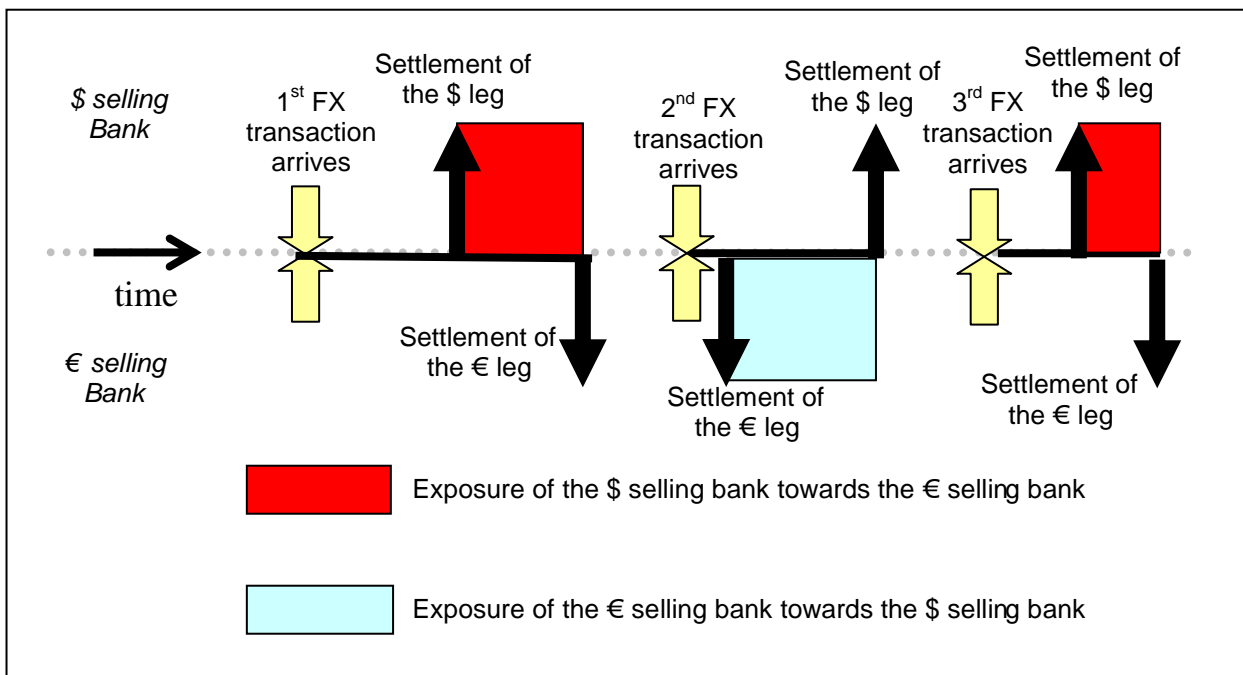 $ selling
Bank
1st FX
transaction
arrives
Settlement of
the $ leg
2nd FX
transaction
arrives
Settlement of
the $ leg
3rd FX
transaction
arrives
Settlement of
the $ leg
time
€ selling
Bank
Settlement of
the € leg
Settlement of
the € leg
Settlement of
the € leg
Exposure of the $ selling bank towards the € selling bank
Exposure of the € selling bank towards the $ selling bank